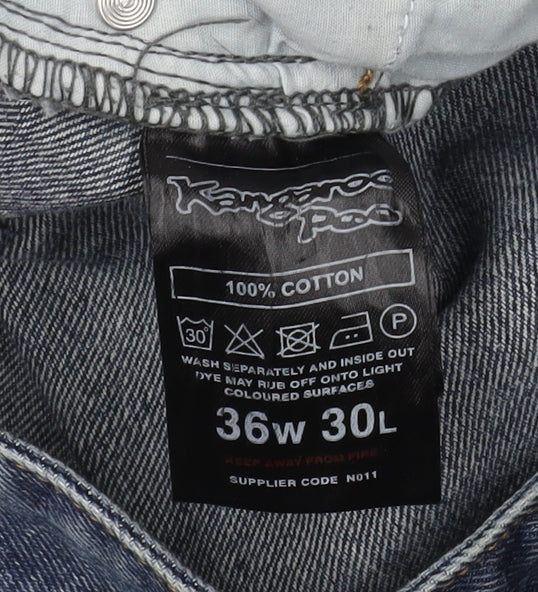 Kangaroo
Poo
100% COTTON
30°
P
WASH SEPARATELY AND INSIDE OUT
DYE MAY RUB OFF ONTO LIGHT
COLOURED SURFACES
36W 30L
KEEP AWAY FROM FIRE
SUPPLIER CODE N011